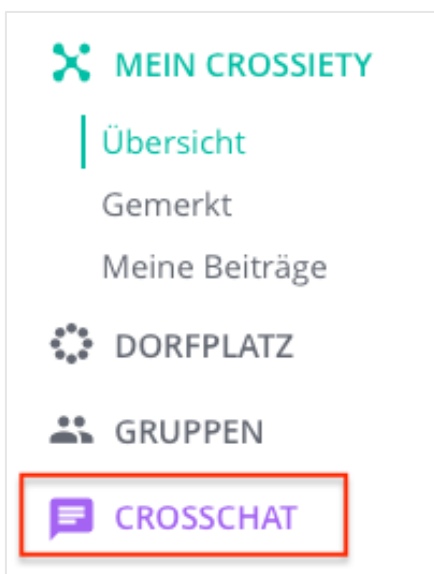 MEIN CROSSIETY
Übersicht
Gemerkt
Meine Beiträge
DORFPLATZ
GRUPPEN
CROSSCHAT